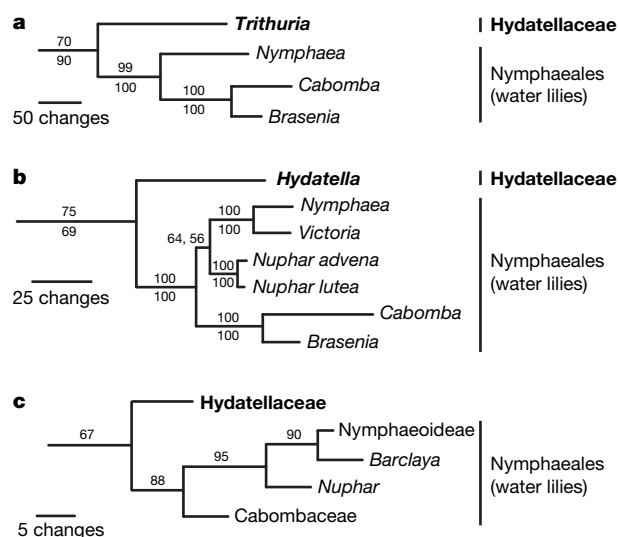 a
70
90
Trithuria
Hydatellaceae
99
100
Nymphaea
100
100
Cabomba
Brasenia
Nymphaeales
(water lilies)
50 changes
b
75
69
Hydatella
Hydatellaceae
100
100
Nymphaea
Victoria
64, 56
100
100
Nuphar advena
Nuphar lutea
100
100
100
100
Cabomba
Brasenia
Nymphaeales
(water lilies)
25 changes
c
67
Hydatellaceae
90
Nymphaeoideae
Barclaya
95
88
Nuphar
Cabombaceae
Nymphaeales
(water lilies)
5 changes